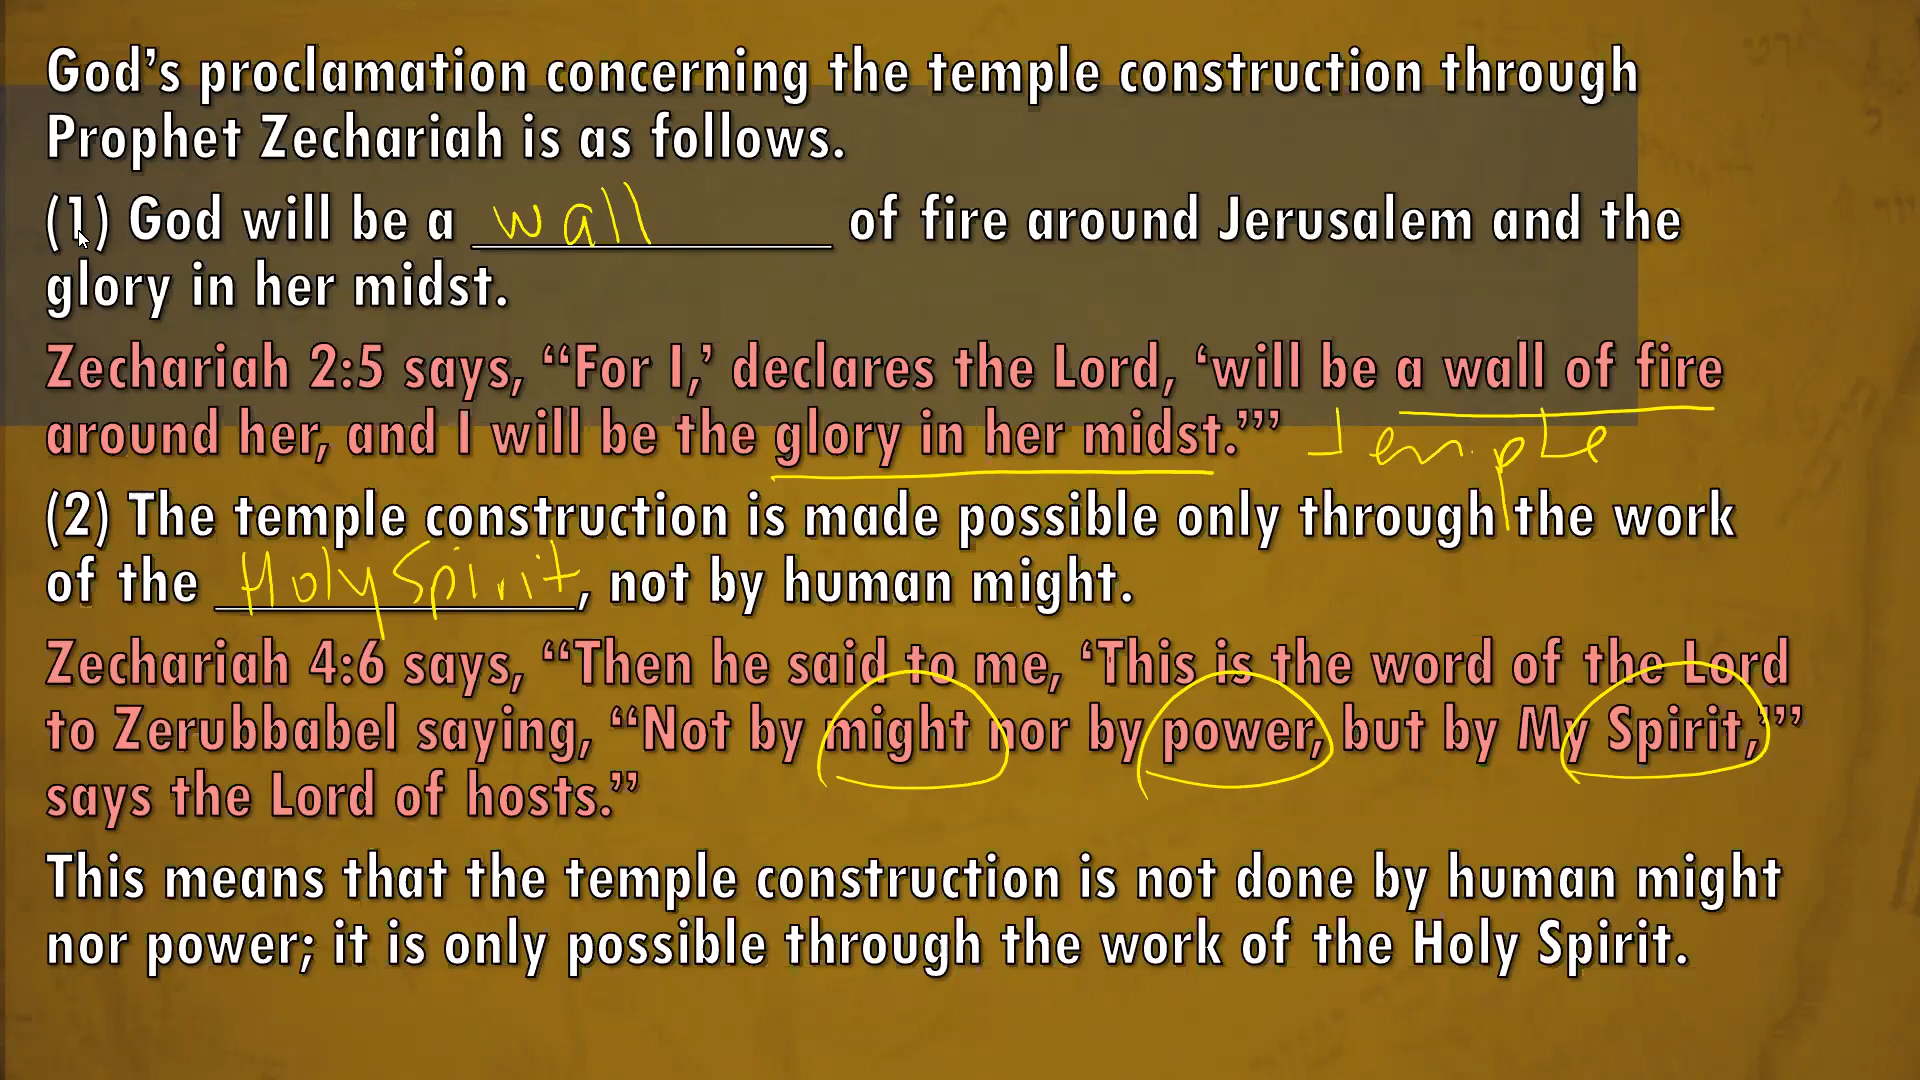 God’s proclamation concerning the temple construction through
Prophet Zechariah is as follows.
(1) God will be a wall of fire around Jerusalem and the
glory in her midst.
Zechariah 2:5 says, “‘For I,’ declares the Lord, ‘will be a wall of fire
around her, and I will be the glory in her midst.’” Temple
(2) The temple construction is made possible only through the work
of the Holy Spirit, not by human might.
Zechariah 4:6 says, “Then he said to me, ‘This is the word of the Lord
to Zerubbabel saying, “Not by might nor by power, but by My Spirit,’”
says the Lord of hosts.”
This means that the temple construction is not done by human might
nor power; it is only possible through the work of the Holy Spirit.